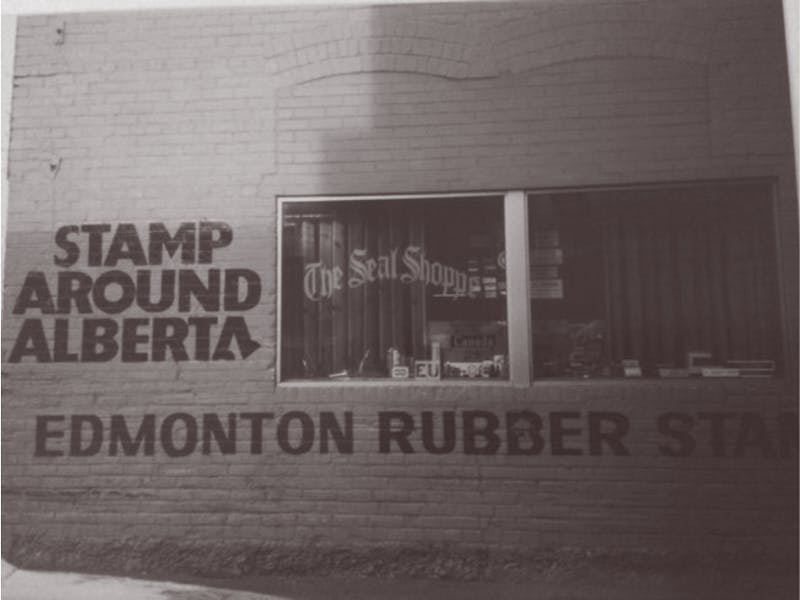 STAMP
AROUND
ALBERTA
The Seal Shoppe
Canada
EDMONTON RUBBER STA